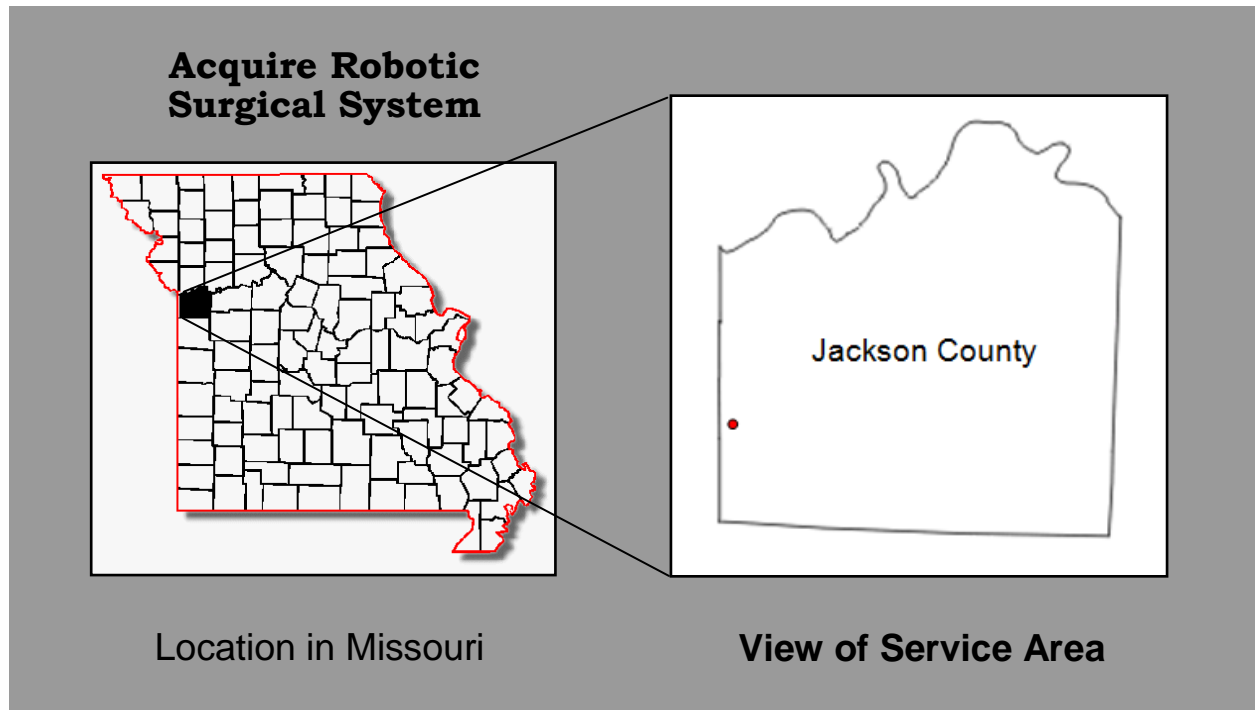 Acquire Robotic
Surgical System
Jackson County
Location in Missouri
View of Service Area